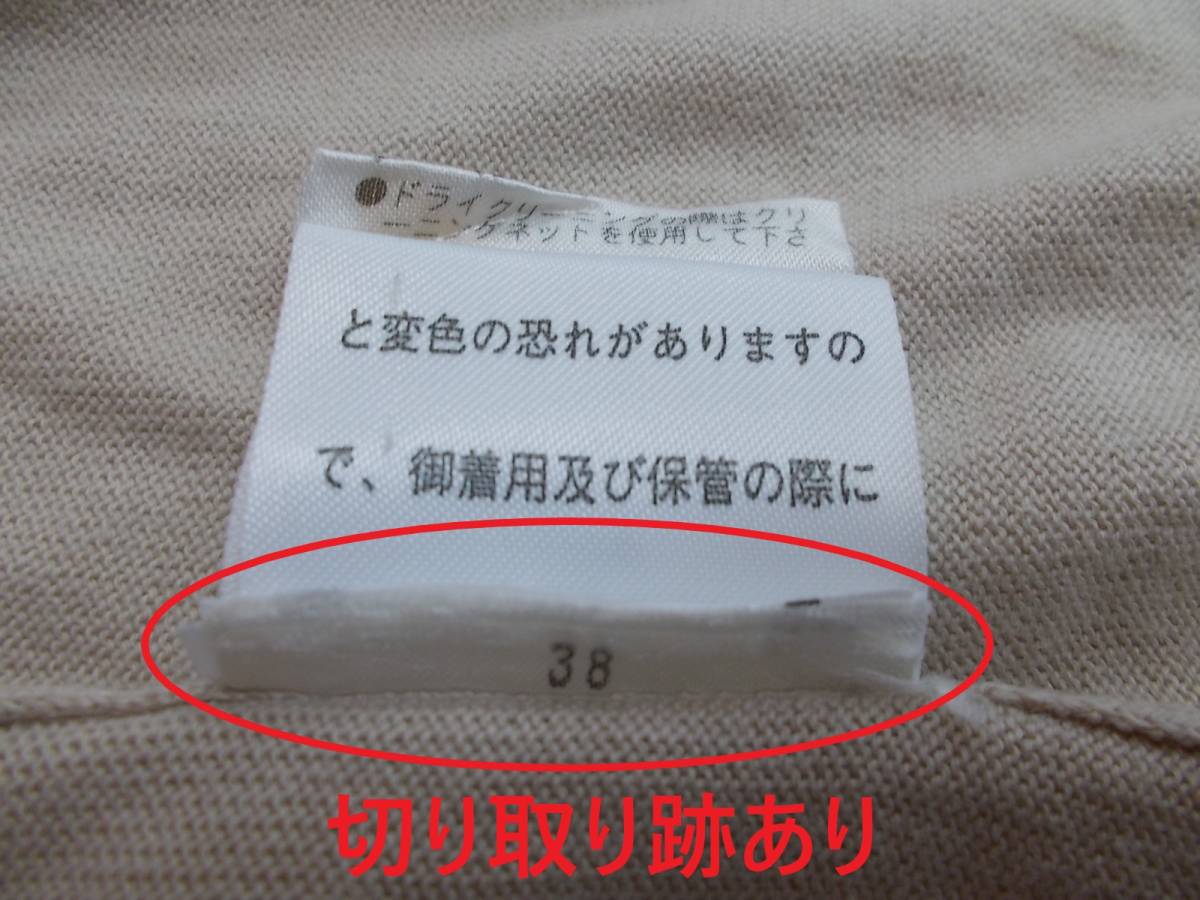 ●ドライクリーニングの際はクリ
ーニングネットを使用して下さ
と変色の恐れがありますの
で、御着用及び保管の際に
38
切り取り跡あり